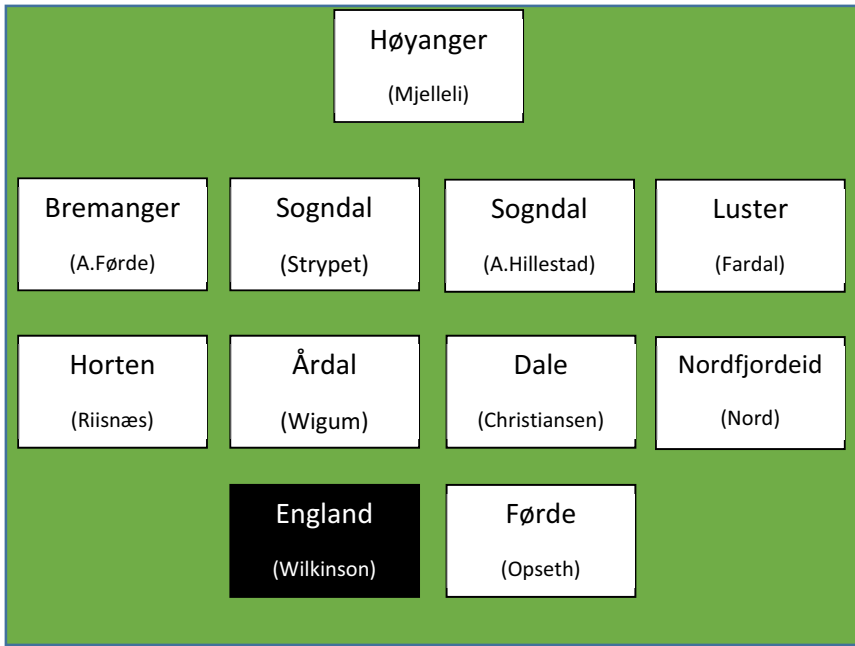 Høyanger
(Mjelleli)
Bremanger
(A.Førde)
Sogndal
(Strypet)
Sogndal
(A.Hillestad)
Luster
(Fardal)
Horten
(Riisnæs)
Årdal
(Wigum)
Dale
(Christiansen)
Nordfjordeid
(Nord)
England
(Wilkinson)
Førde
(Opseth)